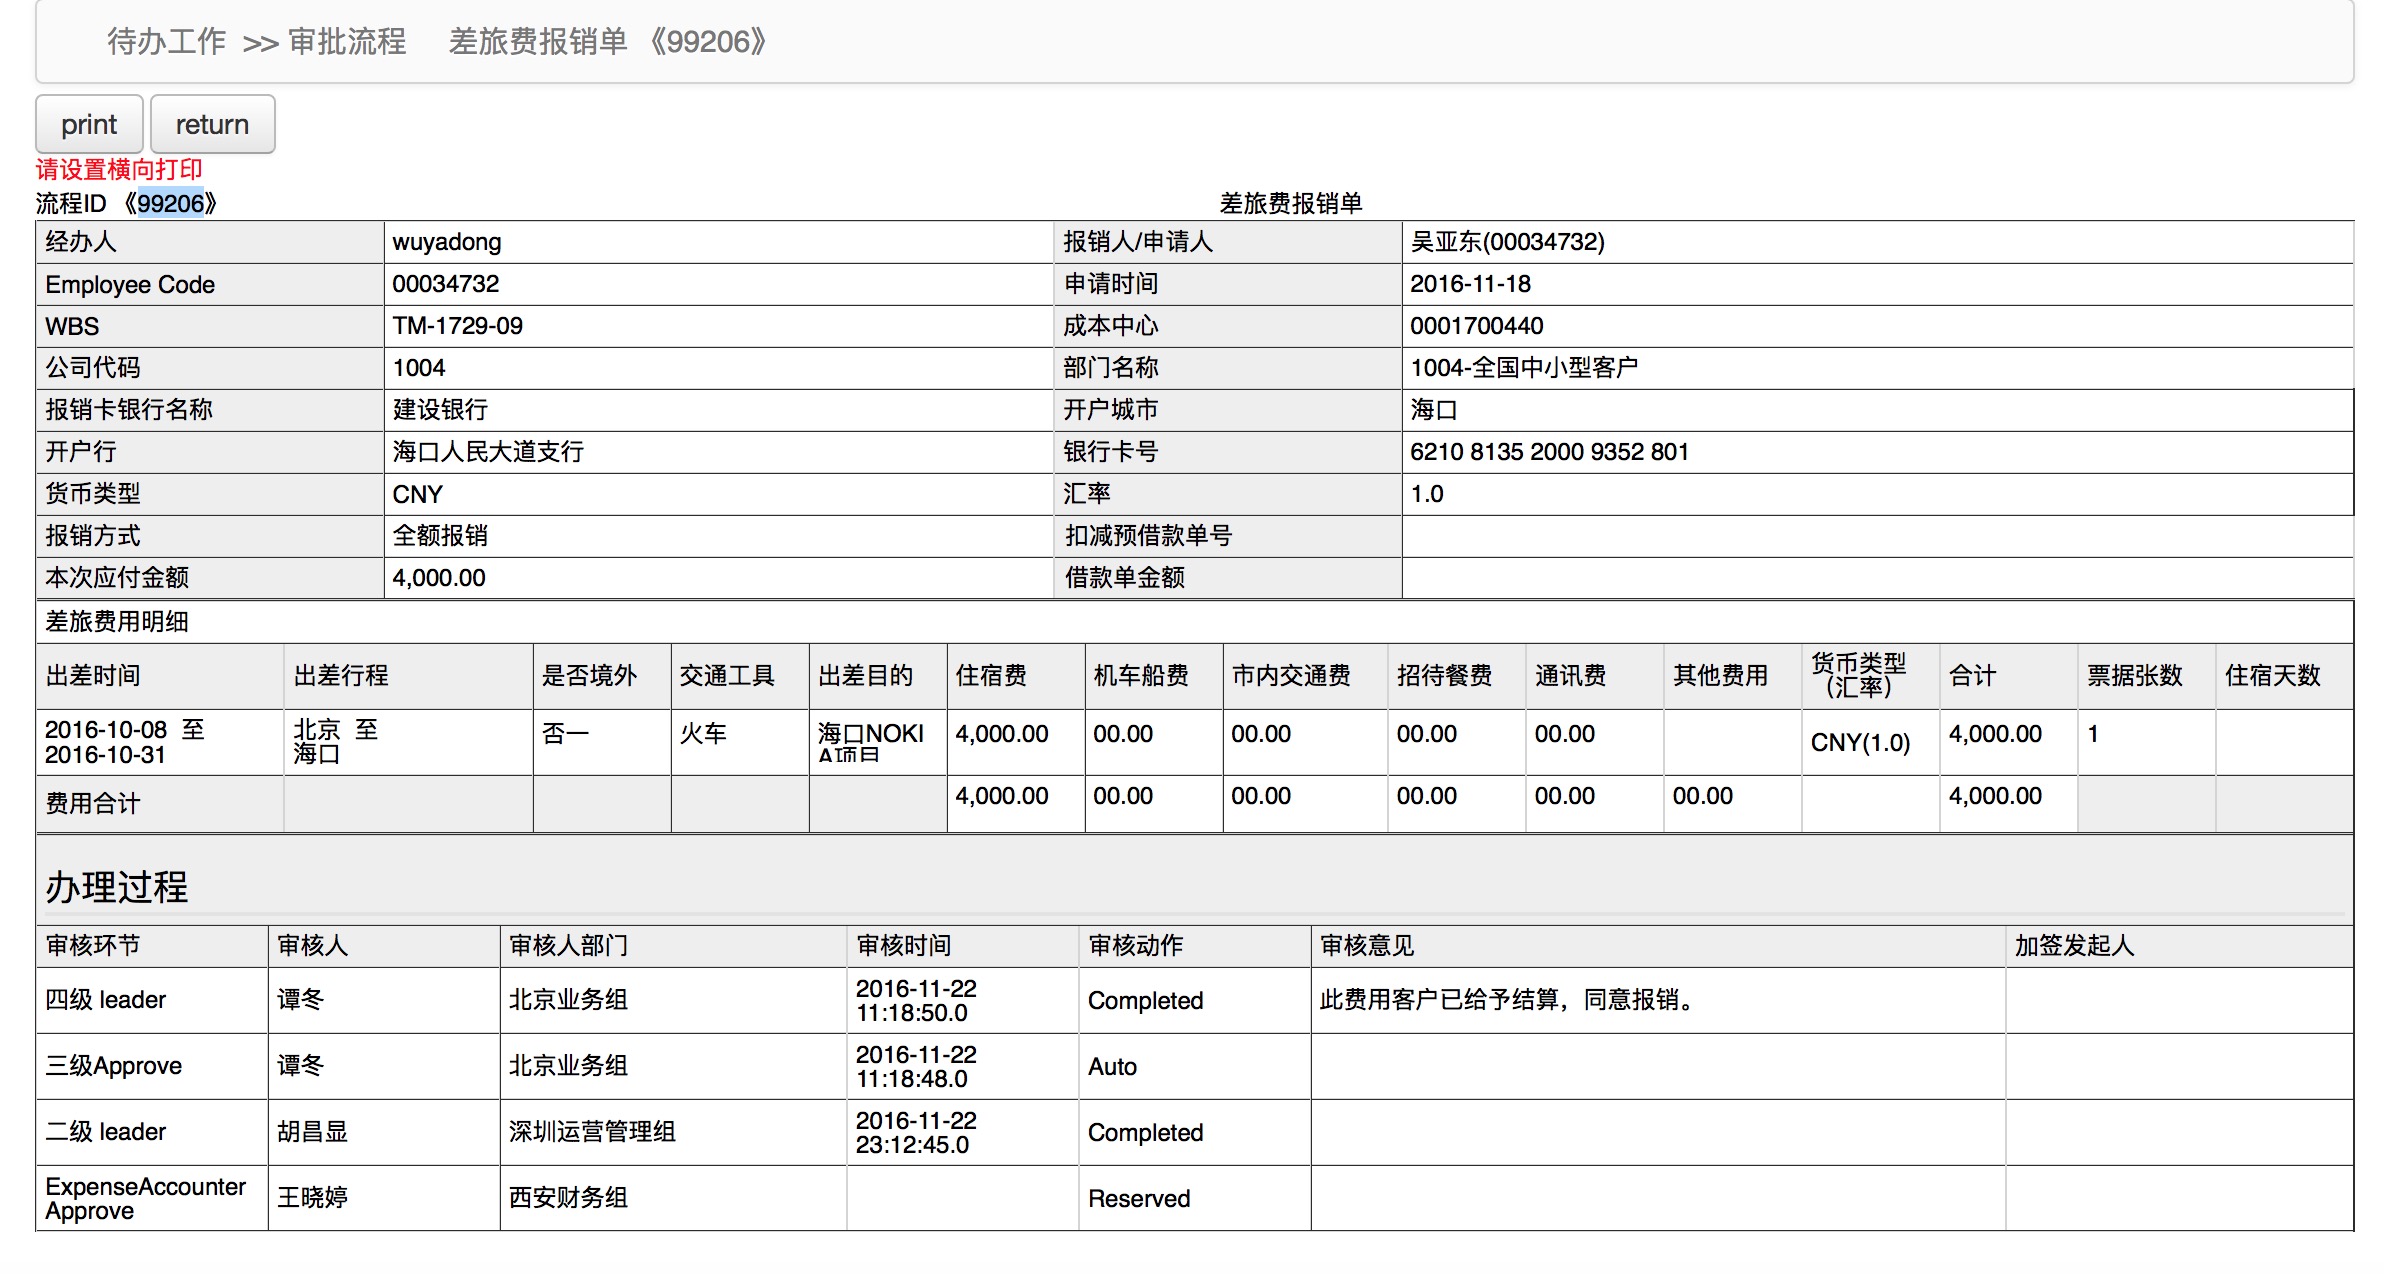 待办工作 >> 审批流程 差旅费报销单 《99206》
print return
请设置横向打印
流程ID 《99206》 差旅费报销单
经办人 wuyadong 报销人/申请人 吴亚东(00034732)
Employee Code 00034732 申请时间 2016-11-18
WBS TM-1729-09 成本中心 0001700440
公司代码 1004 部门名称 1004-全国中小型客户
报销卡银行名称 建设银行 开户城市 海口
开户行 海口人民大道支行 银行卡号 6210 8135 2000 9352 801
货币类型 CNY 汇率 1.0
报销方式 全额报销 扣减预借款单号
本次应付金额 4,000.00 借款单金额
差旅费用明细
出差时间 出差行程 是否境外 交通工具 出差目的 住宿费 机车船费 市内交通费 招待餐费 通讯费 其他费用 货币类型 合计 票据张数 住宿天数
（汇率）
2016-10-08 至 北京 至 否一 火车 海口NOKI 4,000.00 00.00 00.00 00.00 00.00 CNY(1.0) 4,000.00 1
2016-10-31 海口 A项目
费用合计 4,000.00 00.00 00.00 00.00 00.00 00.00 4,000.00
办理过程
审核环节 审核人 审核人部门 审核时间 审核动作 审核意见 加签发起人
四级 leader 谭冬 北京业务组 2016-11-22 Completed 此费用客户已给予结算，同意报销。
11:18:50.0
三级Approve 谭冬 北京业务组 2016-11-22 Auto
11:18:48.0
二级 leader 胡昌显 深圳运营管理组 2016-11-22 Completed
23:12:45.0
ExpenseAccounter 王晓婷 西安财务组 Reserved
Approve